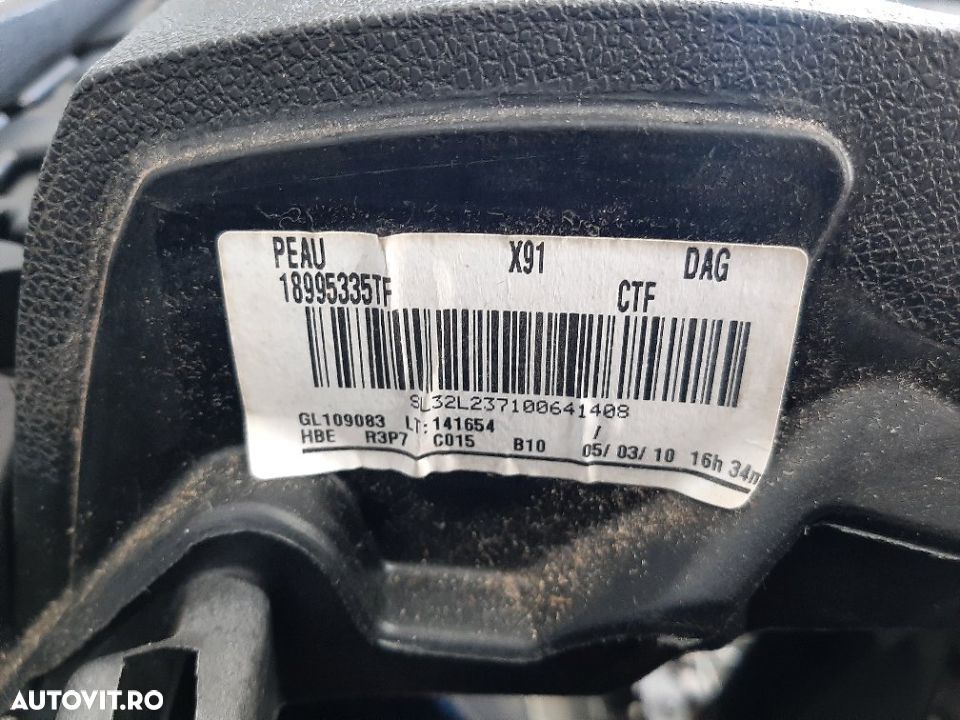 PEAU X91 DAG
18995335TF CTF
SL32L237100641408
GL109083 LT:141654 /
HBE R3P7 C015 B10 05/ 03/ 10 16h 34m
AUTOVIT.RO